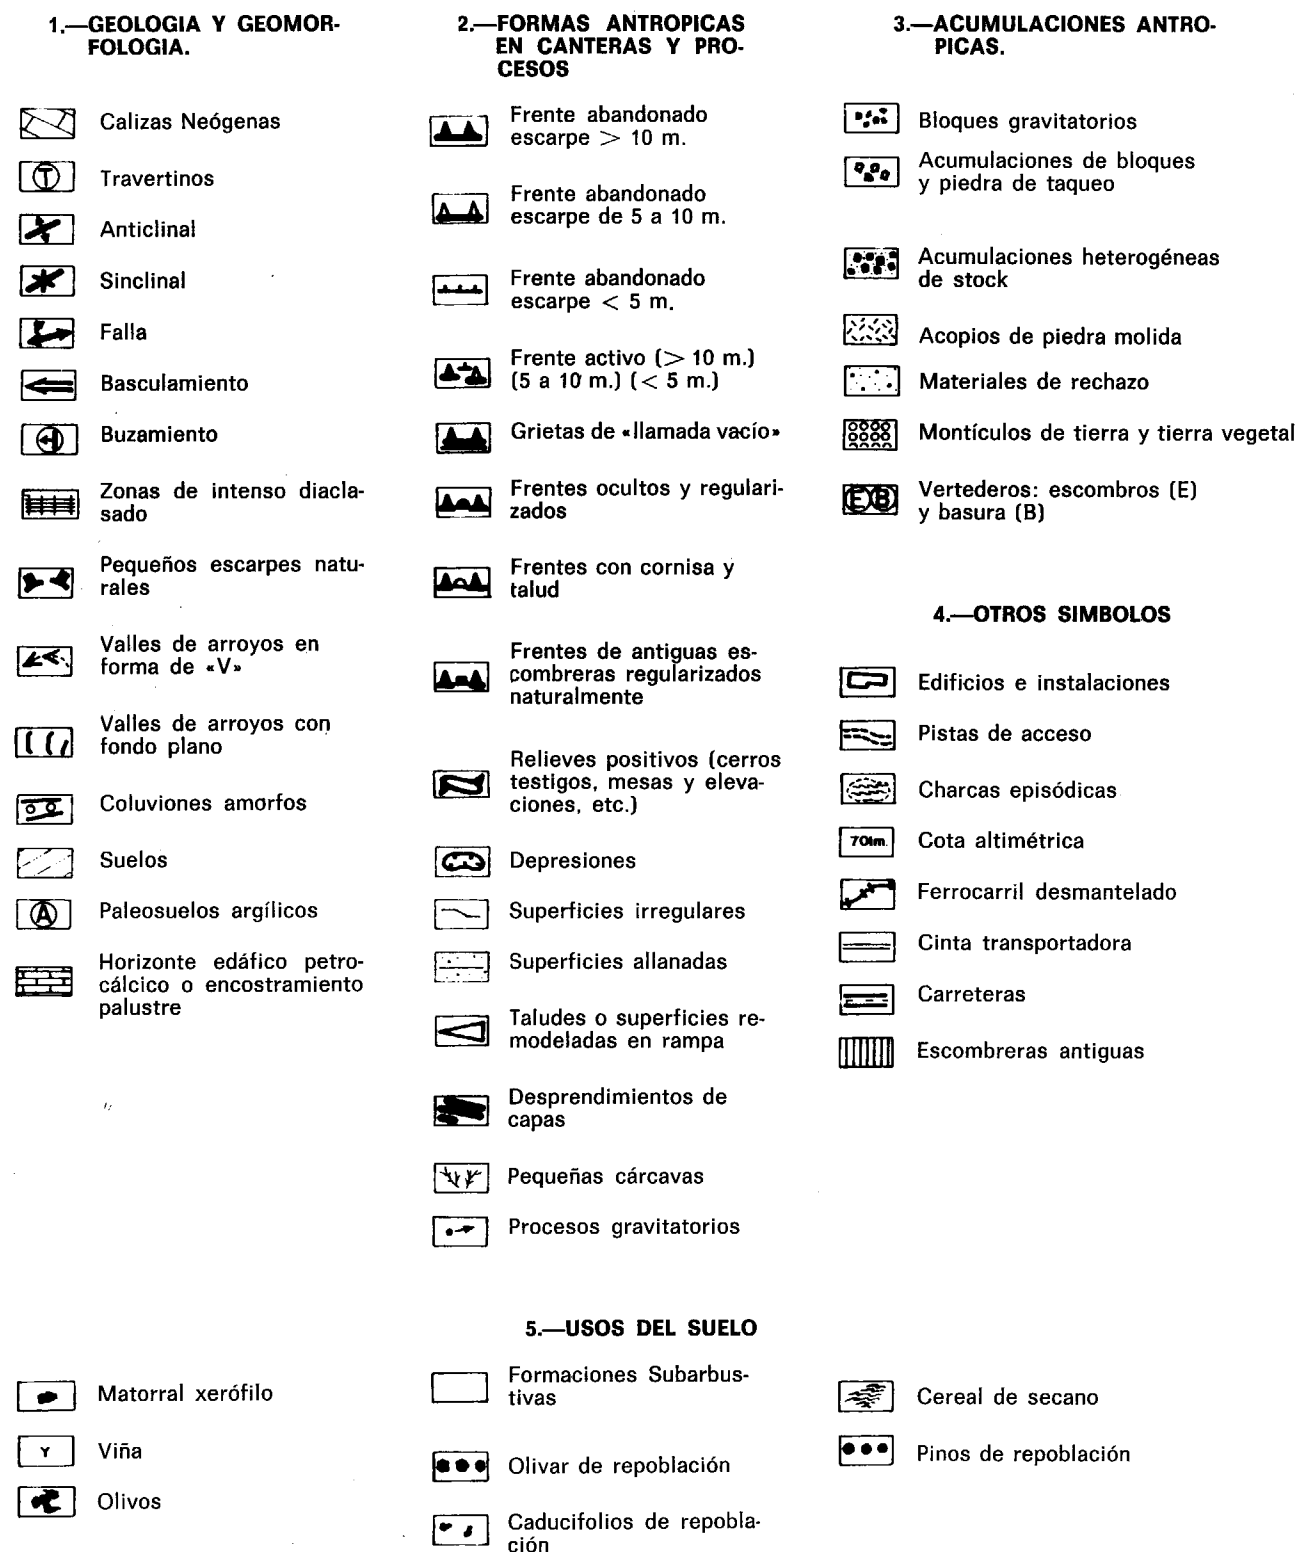 1.—GEOLOGIA Y GEOMOR-
FOLOGIA.
Calizas Neógenas
T
Travertinos
Anticlinal
Sinclinal
Falla
Basculamiento
Buzamiento
Zonas de intenso diacla-
sado
Pequeños escarpes natu-
rales
Valles de arroyos en
forma de «V»
Valles de arroyos con
fondo plano
Coluviones amorfos
Suelos
A
Paleosuelos argílicos
Horizonte edáfico petro-
cálcico o encostramiento
palustre
2.—FORMAS ANTROPICAS
EN CANTERAS Y PRO-
CESOS
Frente abandonado
escarpe > 10 m.
Frente abandonado
escarpe de 5 a 10 m.
Frente abandonado
escarpe < 5 m.
Frente activo (> 10 m.)
(5 a 10 m.) (< 5 m.)
Grietas de «llamada vacío»
Frentes ocultos y regulari-
zados
Frentes con cornisa y
talud
Frentes de antiguas es-
combreras regularizados
naturalmente
Relieves positivos (cerros
testigos, mesas y eleva-
ciones, etc.)
Depresiones
Superficies irregulares
Superficies allanadas
Taludes o superficies re-
modeladas en rampa
Desprendimientos de
capas
Pequeñas cárcavas
Procesos gravitatorios
3.—ACUMULACIONES ANTRO-
PICAS.
Bloques gravitatorios
Acumulaciones de bloques
y piedra de taqueo
Acumulaciones heterogéneas
de stock
Acopios de piedra molida
Materiales de rechazo
Montículos de tierra y tierra vegetal
E B
Vertederos: escombros (E)
y basura (B)
4.—OTROS SIMBOLOS
Edificios e instalaciones
Pistas de acceso
Charcas episódicas
701m.
Cota altimétrica
Ferrocarril desmantelado
Cinta transportadora
Carreteras
Escombreras antiguas
5.—USOS DEL SUELO
Matorral xerófilo
Y
Viña
Olivos
Formaciones Subarbus-
tivas
Olivar de repoblación
Caducifolios de repobla-
ción
Cereal de secano
Pinos de repoblación